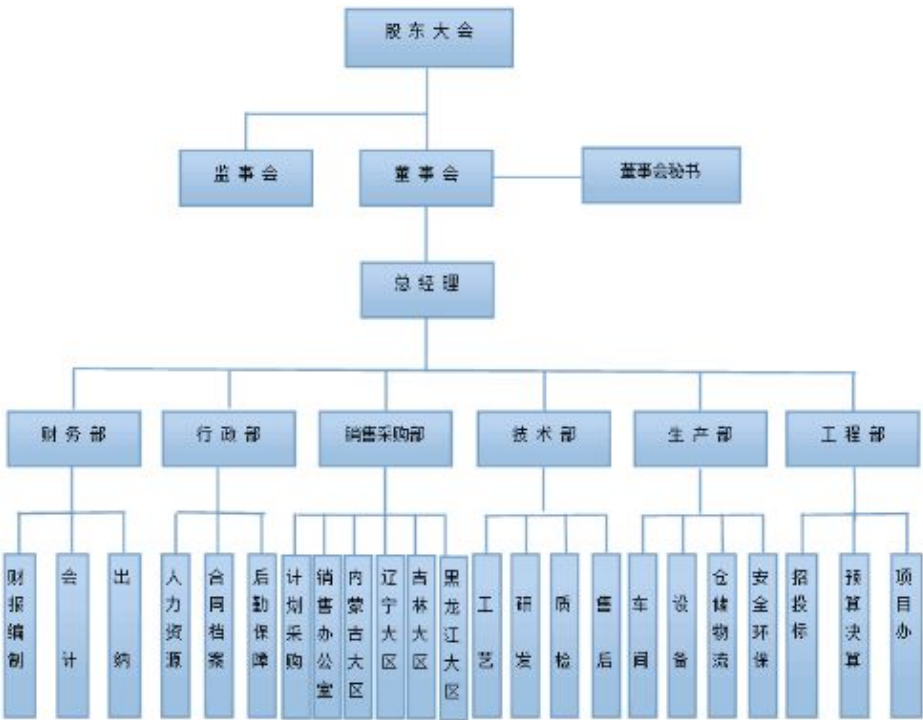 股东大会
监事会
董事会
董事会秘书
总经理
财务部
行政部
销售采购部
技术部
生产部
工程部
财报编制
会计
出纳
人力资源
合同档案
后勤保障
计划采购
销售办公室
内蒙古大区
辽宁大区
吉林大区
黑龙江大区
工艺
研发
质检
售后
车间
设备
仓储物流
安全环保
招投标
预算决算
项目办